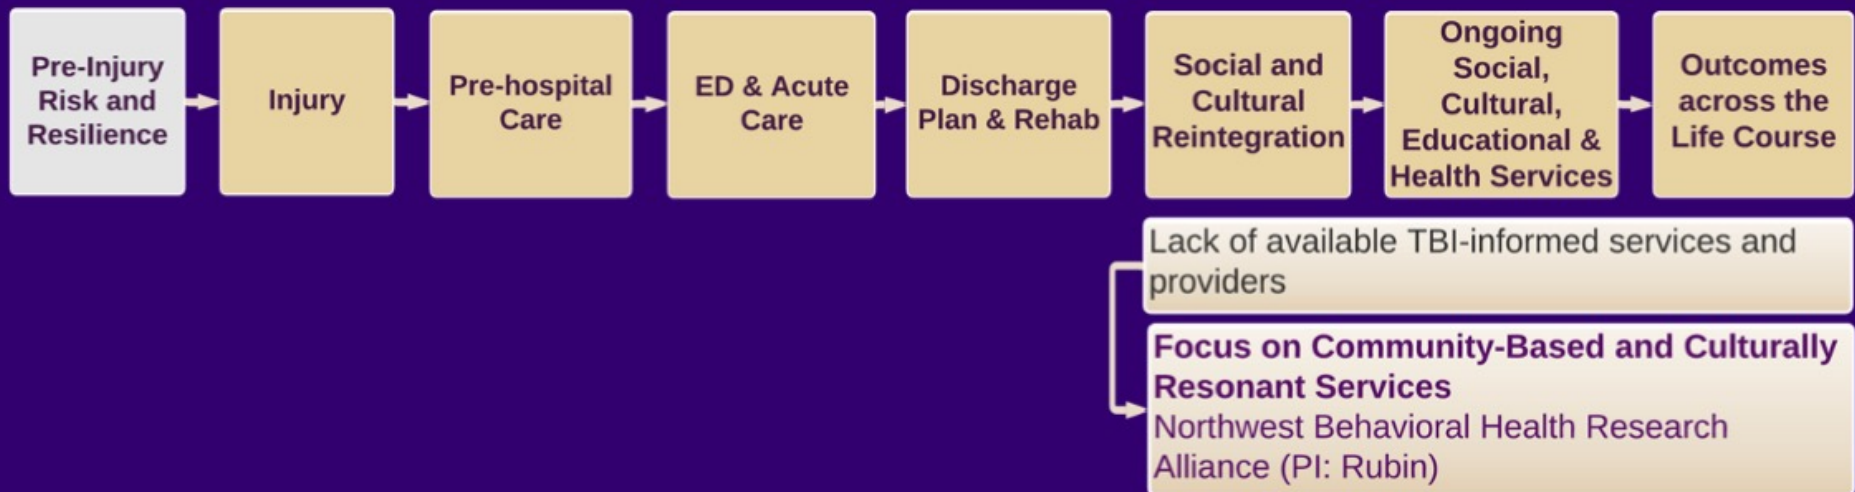 Pre-Injury
Risk and
Resilience
Injury
Pre-hospital
Care
ED & Acute
Care
Discharge
Plan & Rehab
Social and
Cultural
Reintegration
Ongoing
Social,
Cultural,
Educational &
Health Services
Outcomes
across the
Life Course
Lack of available TBI-informed services and
providers
Focus on Community-Based and Culturally
Resonant Services
Northwest Behavioral Health Research
Alliance (PI: Rubin)